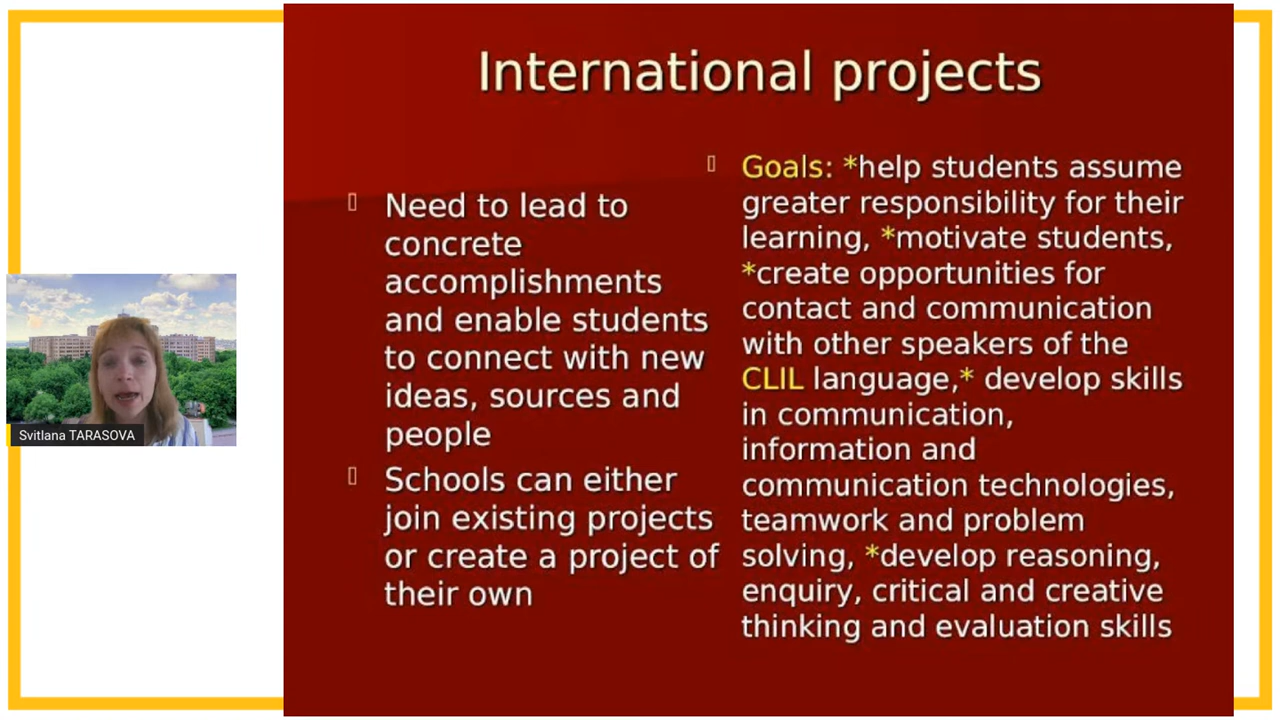 International projects
Need to lead to
concrete
accomplishments
and enable students
to connect with new
ideas, sources and
people
Schools can either
join existing projects
or create a project of
their own
Goals: *help students assume
greater responsibility for their
learning, *motivate students,
*create opportunities for
contact and communication
with other speakers of the
CLIL language,* develop skills
in communication,
information and
communication technologies,
teamwork and problem
solving, *develop reasoning,
enquiry, critical and creative
thinking and evaluation skills
Svitlana TARASOVA